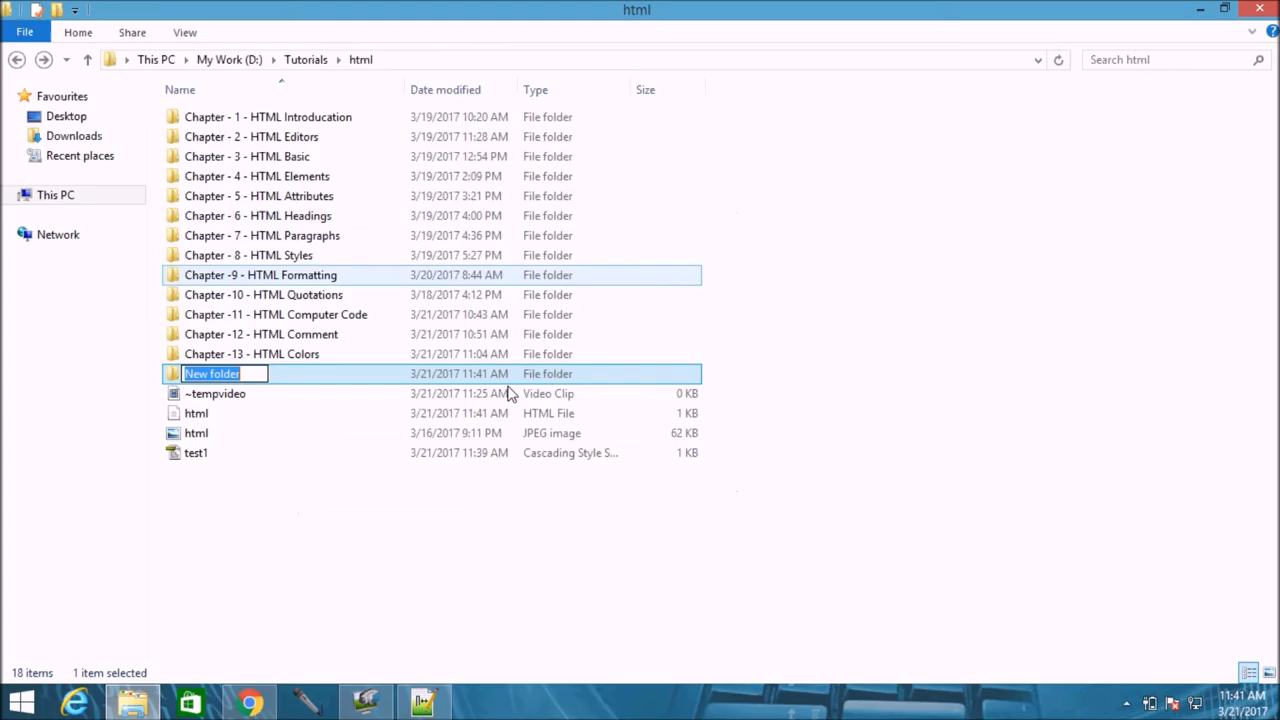 html
File Home Share View
This PC My Work (D:) Tutorials html Search html
Name Date modified Type Size
Favourites
Desktop
Downloads
Recent places
This PC
Network
Chapter - 1 - HTML Introducation 3/19/2017 10:20 AM File folder
Chapter - 2 - HTML Editors 3/19/2017 11:28 AM File folder
Chapter - 3 - HTML Basic 3/19/2017 12:54 PM File folder
Chapter - 4 - HTML Elements 3/19/2017 2:09 PM File folder
Chapter - 5 - HTML Attributes 3/19/2017 3:21 PM File folder
Chapter - 6 - HTML Headings 3/19/2017 4:00 PM File folder
Chapter - 7 - HTML Paragraphs 3/19/2017 4:36 PM File folder
Chapter - 8 - HTML Styles 3/19/2017 5:27 PM File folder
Chapter -9 - HTML Formatting 3/20/2017 8:44 AM File folder
Chapter -10 - HTML Quotations 3/18/2017 4:12 PM File folder
Chapter -11 - HTML Computer Code 3/21/2017 10:43 AM File folder
Chapter -12 - HTML Comment 3/21/2017 10:51 AM File folder
Chapter -13 - HTML Colors 3/21/2017 11:04 AM File folder
New folder 3/21/2017 11:41 AM File folder
~tempvideo 3/21/2017 11:25 AM Video Clip 0 KB
html 3/21/2017 11:41 AM HTML File 1 KB
html 3/16/2017 9:11 PM JPEG image 62 KB
test1 3/21/2017 11:39 AM Cascading Style S... 1 KB
18 items 1 item selected
11:41 AM
3/21/2017